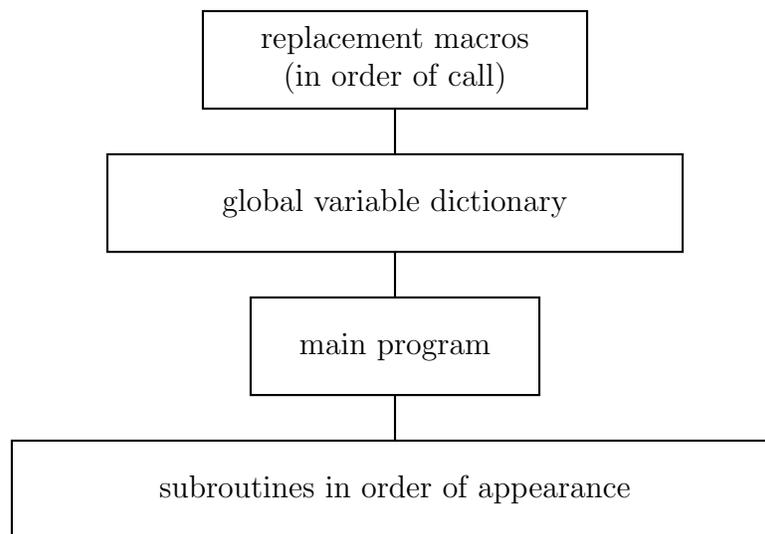 replacement macros
(in order of call)
global variable dictionary
main program
subroutines in order of appearance